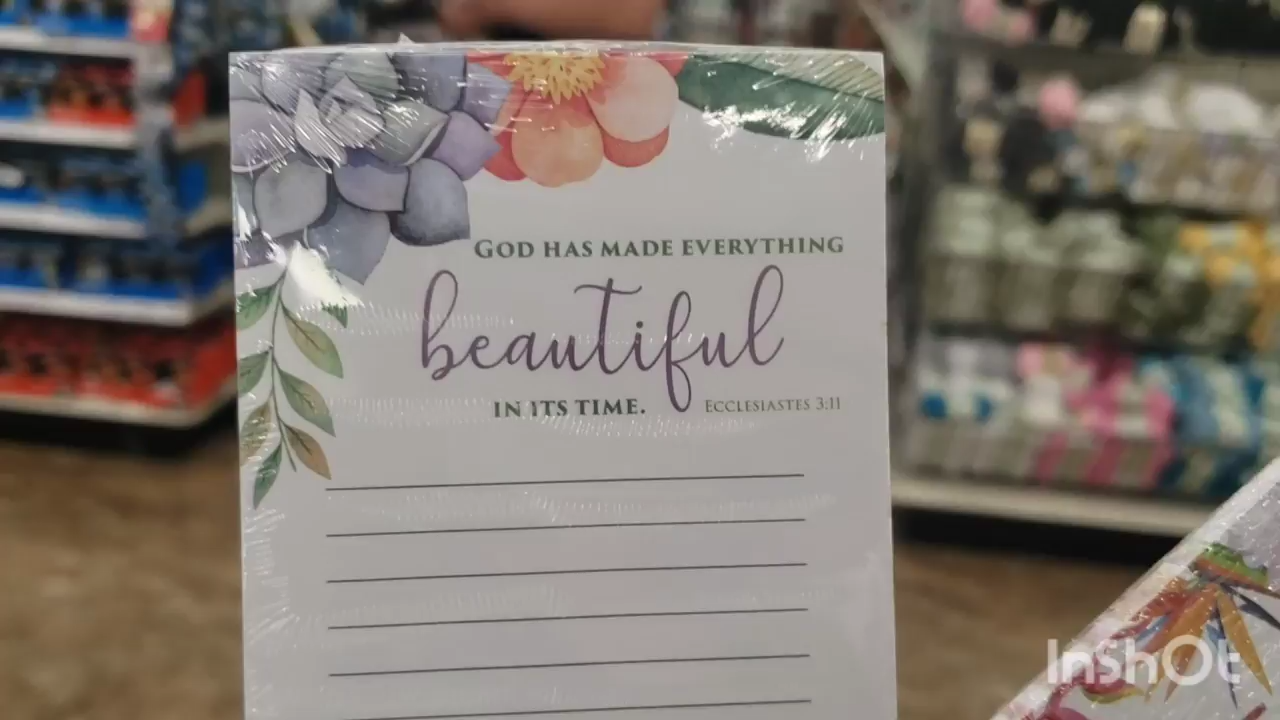 GOD HAS MADE EVERYTHING
beautiful
IN ITS TIME.
ECCLESIASTES 3:11
InShOt